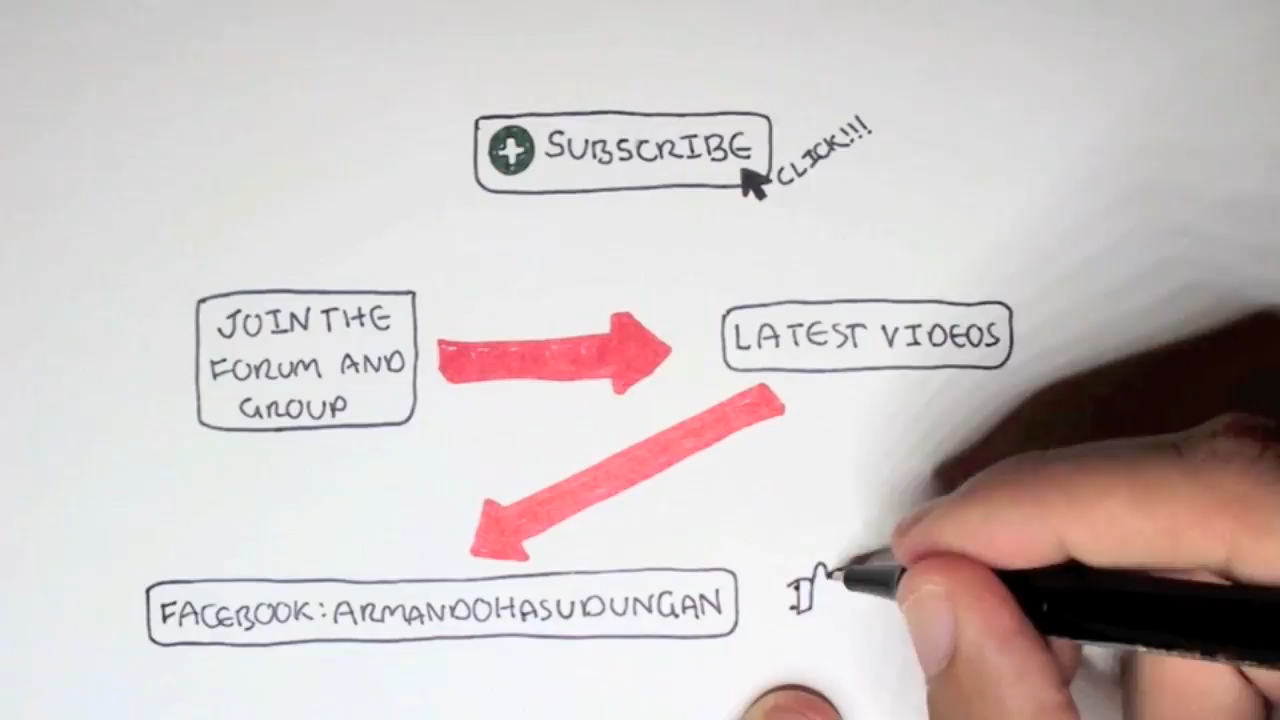 SUBSCRIBE
CLICK!!!
JOIN THE
FORUM AND
GROUP
LATEST VIDEOS
FACEBOOK: ARMANDOHASUDUNGAN